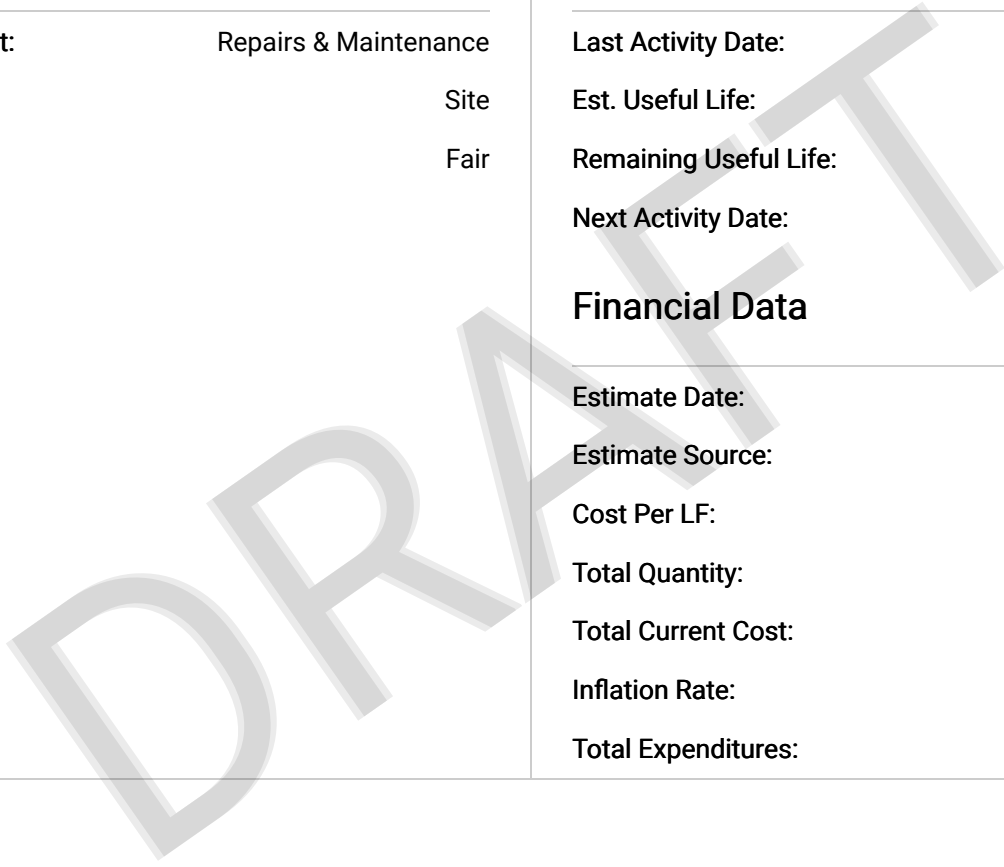 t: Repairs & Maintenance
Site
Fair
Last Activity Date:
Est. Useful Life:
Remaining Useful Life:
Next Activity Date:
Financial Data
Estimate Date:
Estimate Source:
Cost Per LF:
Total Quantity:
Total Current Cost:
Inflation Rate:
Total Expenditures:
DRAFT